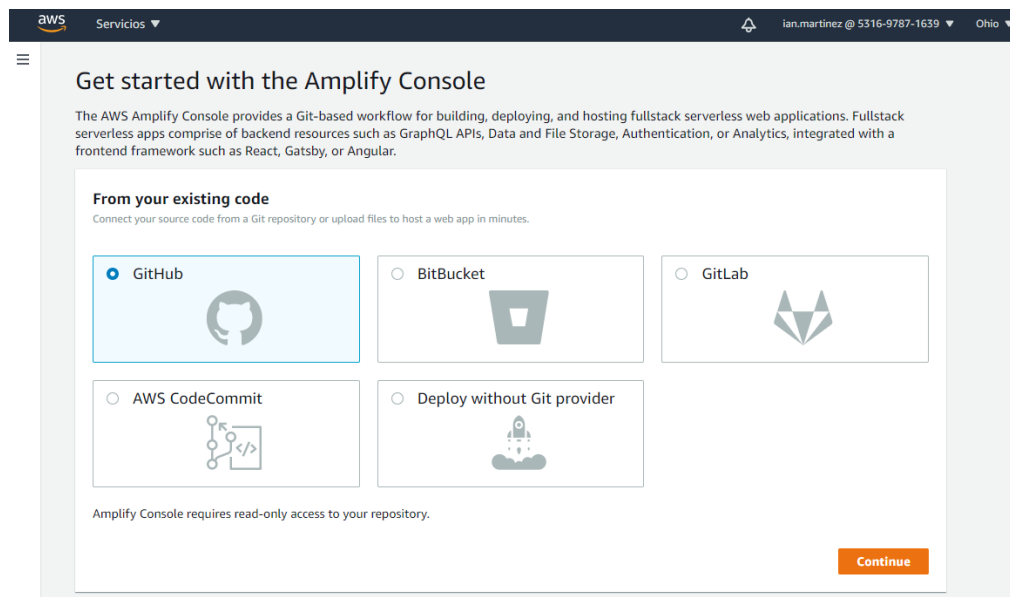 aws Servicios ian.martinez @ 5316-9787-1639 Ohio
Get started with the Amplify Console
The AWS Amplify Console provides a Git-based workflow for building, deploying, and hosting fullstack serverless web applications. Fullstack
serverless apps comprise of backend resources such as GraphQL APIs, Data and File Storage, Authentication, or Analytics, integrated with a
frontend framework such as React, Gatsby, or Angular.
From your existing code
Connect your source code from a Git repository or upload files to host a web app in minutes.
GitHub BitBucket GitLab
AWS CodeCommit Deploy without Git provider
</>
Amplify Console requires read-only access to your repository.
Continue